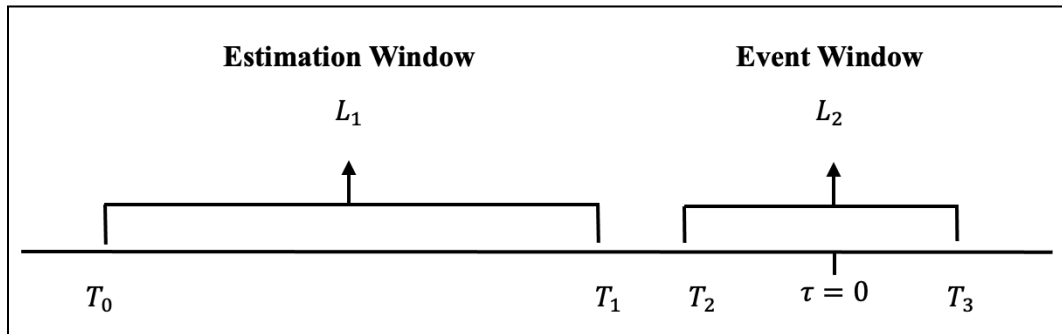 Estimation Window Event Window
L₁ L₂
T₀ T₁ T₂ τ = 0 T₃